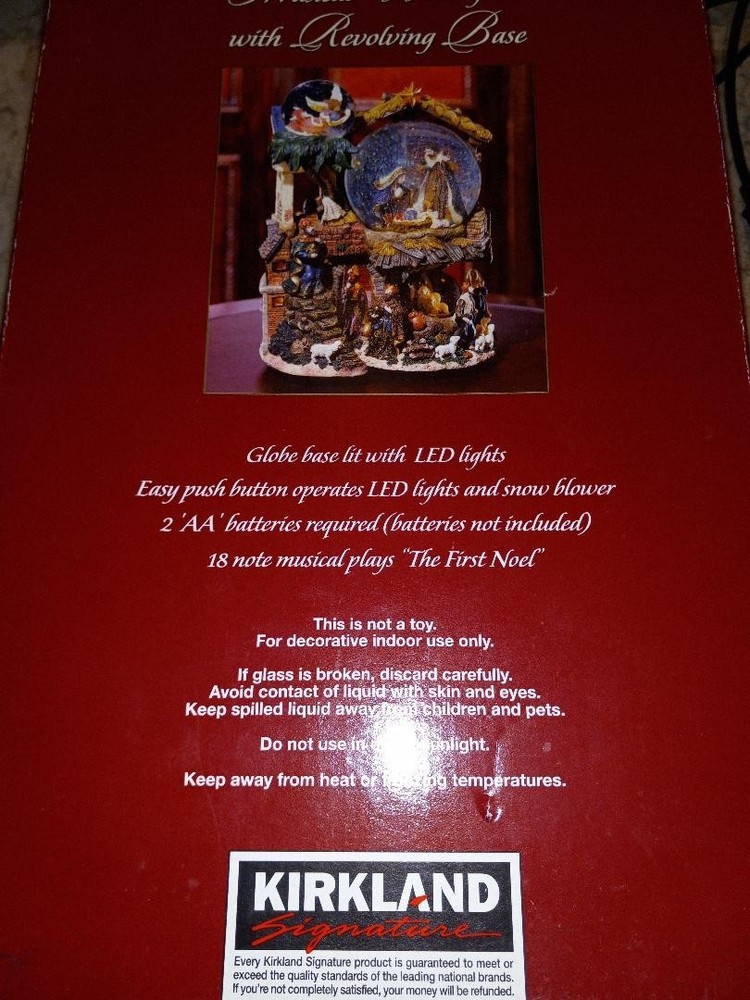 Musical
with Revolving Base
Globe base lit with LED lights
Easy push button operates LED lights and snow blower
2 'AA' batteries required (batteries not included)
18 note musical plays "The First Noel"
This is not a toy.
For decorative indoor use only.
If glass is broken, discard carefully.
Avoid contact of liquid with skin and eyes.
Keep spilled liquid away from children and pets.
Do not use in sunlight.
Keep away from heat or freezing temperatures.
KIRKLAND
Signature
Every Kirkland Signature product is guaranteed to meet or
exceed the quality standards of the leading national brands.
If you're not completely satisfied, your money will be refunded.